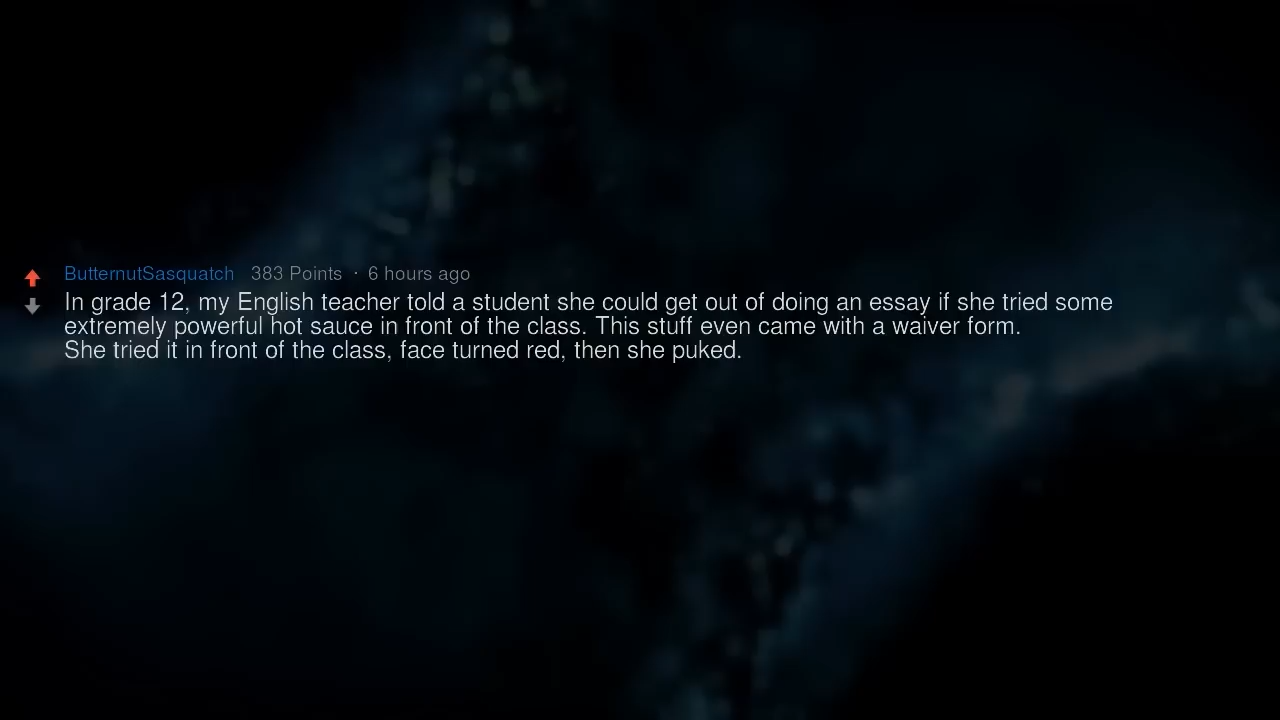 ButternutSasquatch 383 Points · 6 hours ago
In grade 12, my English teacher told a student she could get out of doing an essay if she tried some
extremely powerful hot sauce in front of the class. This stuff even came with a waiver form.
She tried it in front of the class, face turned red, then she puked.